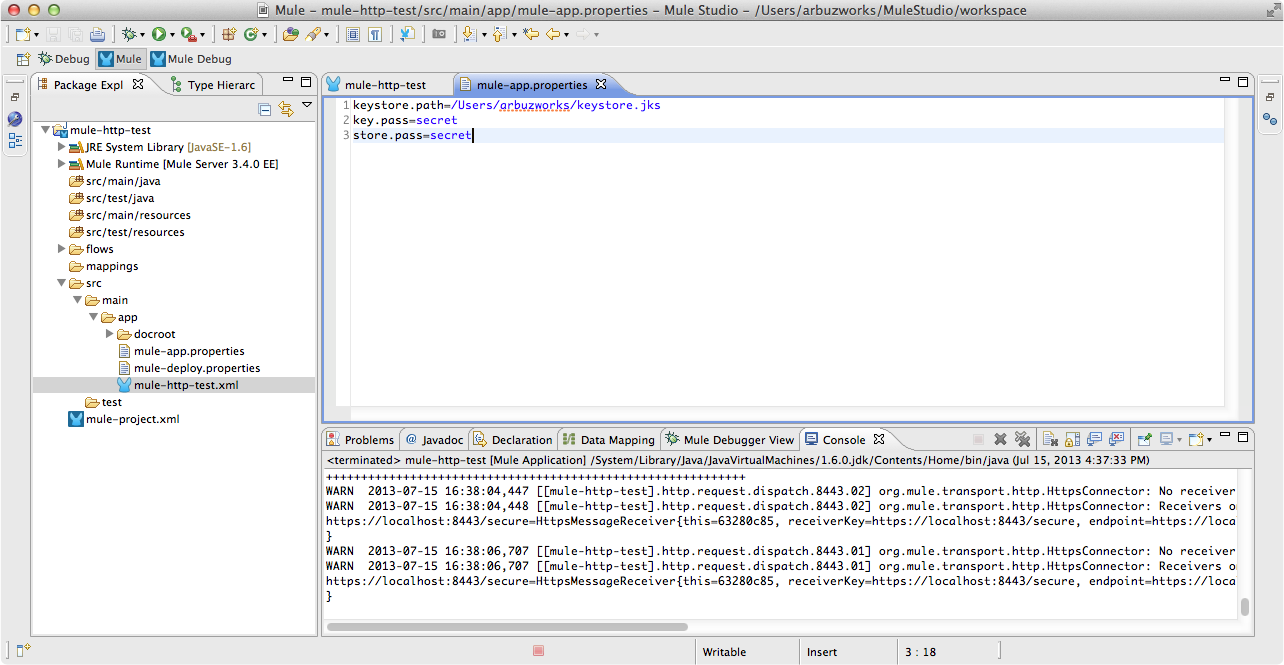 Mule – mule-http-test/src/main/app/mule-app.properties – Mule Studio – /Users/arbuzworks/MuleStudio/workspace
Debug Mule Mule Debug
Package Expl Type Hierarc
mule-http-test
JRE System Library [JavaSE-1.6]
Mule Runtime [Mule Server 3.4.0 EE]
src/main/java
src/test/java
src/main/resources
src/test/resources
flows
mappings
src
main
app
docroot
mule-app.properties
mule-deploy.properties
mule-http-test.xml
test
mule-project.xml
mule-http-test mule-app.properties
1 keystore.path=/Users/arbuzworks/keystore.jks
2 key.pass=secret
3 store.pass=secret
Problems @ Javadoc Declaration Data Mapping Mule Debugger View Console
<terminated> mule-http-test [Mule Application] /System/Library/Java/JavaVirtualMachines/1.6.0.jdk/Contents/Home/bin/java (Jul 15, 2013 4:37:33 PM)
++++++++++++++++++++++++++++++++++++++++++++++++++++++++++++
WARN  2013-07-15 16:38:04,447 [[mule-http-test].http.request.dispatch.8443.02] org.mule.transport.http.HttpsConnector: No receiver
WARN  2013-07-15 16:38:04,448 [[mule-http-test].http.request.dispatch.8443.02] org.mule.transport.http.HttpsConnector: Receivers o
https://localhost:8443/secure=HttpsMessageReceiver{this=63280c85, receiverKey=https://localhost:8443/secure, endpoint=https://loca
}
WARN  2013-07-15 16:38:06,707 [[mule-http-test].http.request.dispatch.8443.01] org.mule.transport.http.HttpsConnector: No receiver
WARN  2013-07-15 16:38:06,707 [[mule-http-test].http.request.dispatch.8443.01] org.mule.transport.http.HttpsConnector: Receivers o
https://localhost:8443/secure=HttpsMessageReceiver{this=63280c85, receiverKey=https://localhost:8443/secure, endpoint=https://loca
}
Writable Insert 3 : 18